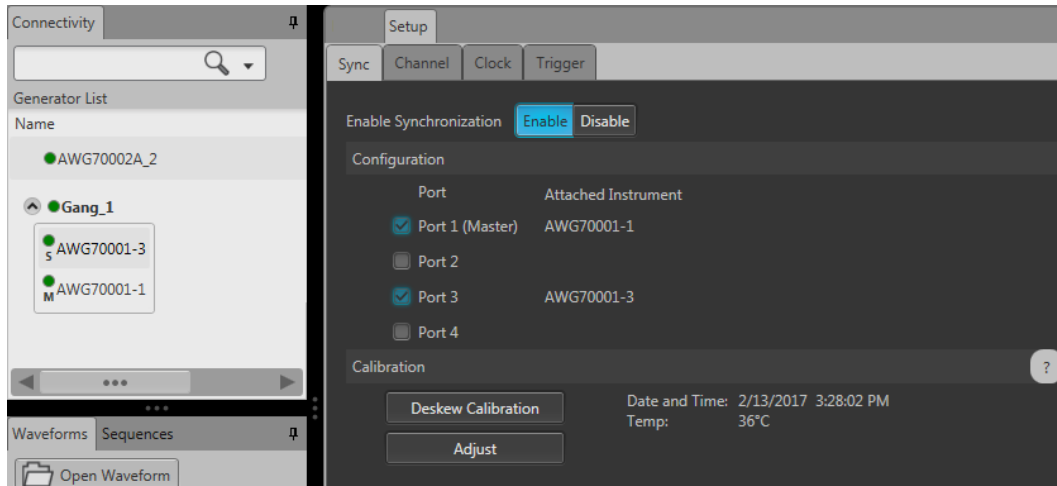 Connectivity
Generator List
Name
AWG70002A_2
Gang_1
S AWG70001-3
M AWG70001-1
Waveforms Sequences
Open Waveform
Setup
Sync Channel Clock Trigger
Enable Synchronization Enable Disable
Configuration
Port Attached Instrument
Port 1 (Master) AWG70001-1
Port 2
Port 3 AWG70001-3
Port 4
Calibration
?
Deskew Calibration Date and Time: 2/13/2017 3:28:02 PM
Temp: 36°C
Adjust